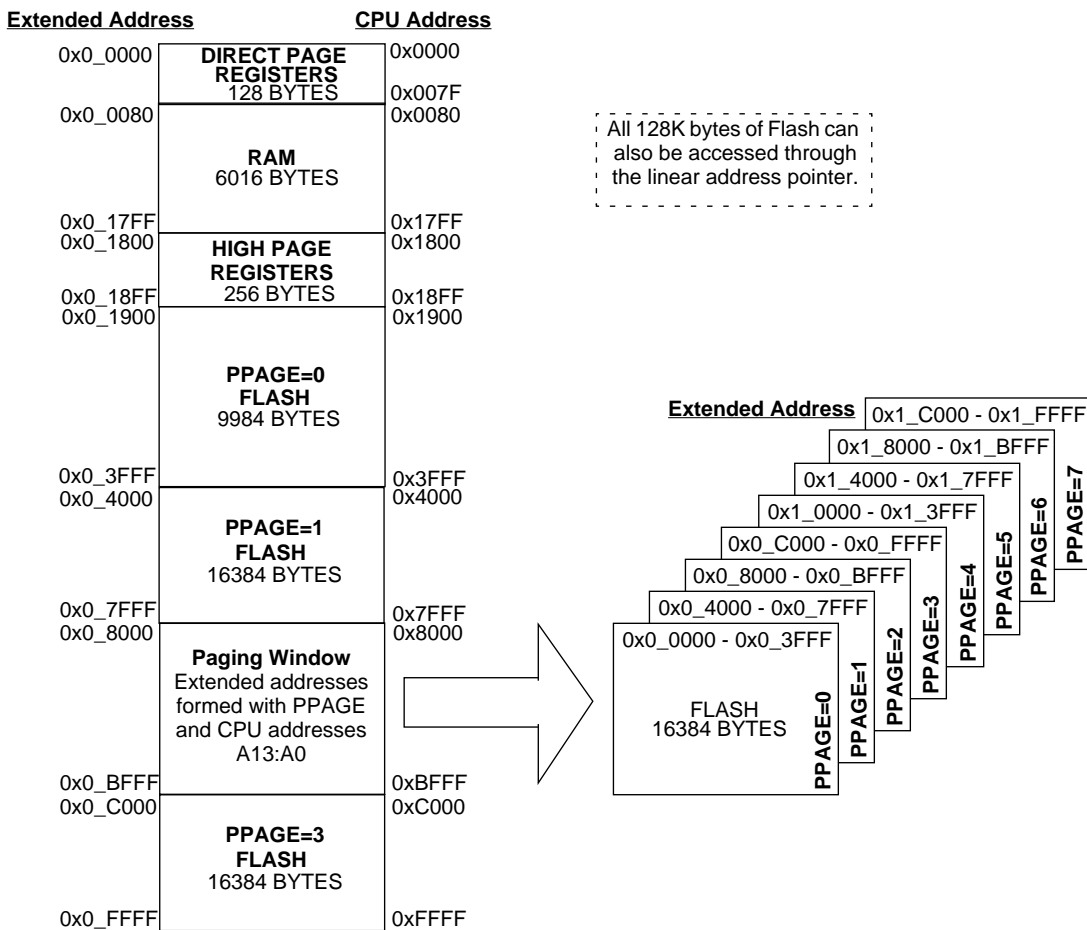 Extended Address
CPU Address
0x0_0000
DIRECT PAGE
REGISTERS
128 BYTES
0x0000
0x007F
0x0_0080
0x0080
RAM
6016 BYTES
0x0_17FF
0x17FF
0x0_1800
0x1800
HIGH PAGE
REGISTERS
256 BYTES
0x0_18FF
0x18FF
0x0_1900
0x1900
PPAGE=0
FLASH
9984 BYTES
0x0_3FFF
0x3FFF
0x0_4000
0x4000
PPAGE=1
FLASH
16384 BYTES
0x0_7FFF
0x7FFF
0x0_8000
0x8000
Paging Window
Extended addresses
formed with PPAGE
and CPU addresses
A13:A0
0x0_BFFF
0xBFFF
0x0_C000
0xC000
PPAGE=3
FLASH
16384 BYTES
0x0_FFFF
0xFFFF
All 128K bytes of Flash can
also be accessed through
the linear address pointer.
Extended Address
0x1_C000 - 0x1_FFFF
PPAGE=7
0x1_8000 - 0x1_BFFF
PPAGE=6
0x1_4000 - 0x1_7FFF
PPAGE=5
0x1_0000 - 0x1_3FFF
PPAGE=4
0x0_C000 - 0x0_FFFF
PPAGE=3
0x0_8000 - 0x0_BFFF
PPAGE=2
0x0_4000 - 0x0_7FFF
PPAGE=1
0x0_0000 - 0x0_3FFF
PPAGE=0
FLASH
16384 BYTES